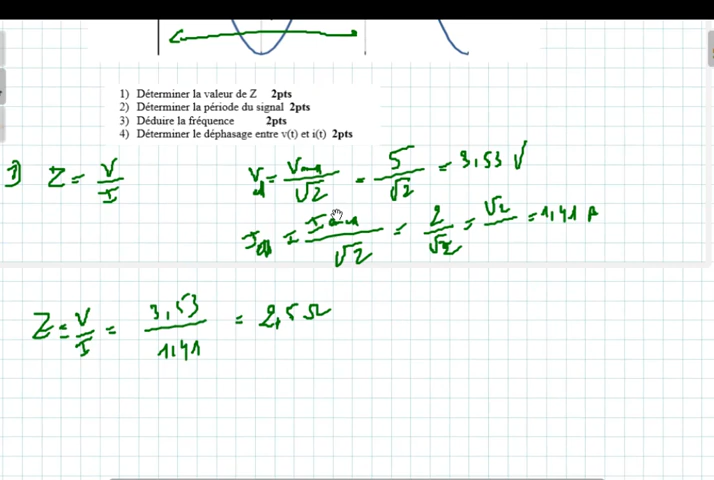 1) Déterminer la valeur de Z 2pts
2) Déterminer la période du signal 2pts
3) Déduire la fréquence 2pts
4) Déterminer le déphasage entre v(t) et i(t) 2pts
1) Z = V/I V = /√2 = 5/√2 = 3,53 V
I = /√2 = 2/√2 = √2 = 1,41 A
Z = V/I = 3,53/1,41 = 2,5 Ω